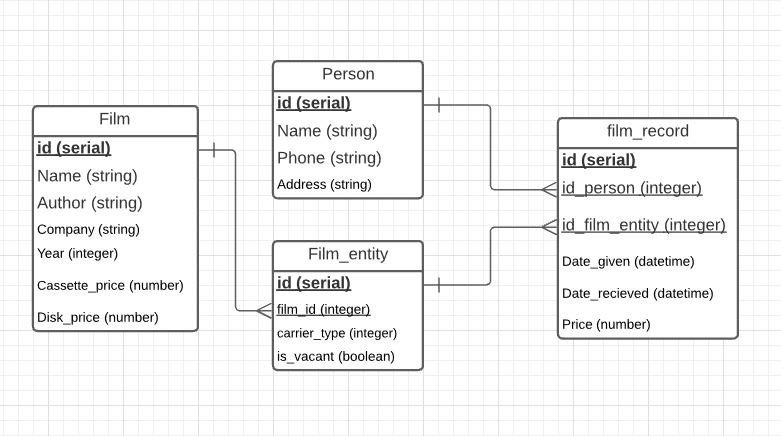 Film
id (serial)
Name (string)
Author (string)
Company (string)
Year (integer)
Cassette_price (number)
Disk_price (number)
Person
id (serial)
Name (string)
Phone (string)
Address (string)
Film_entity
id (serial)
film_id (integer)
carrier_type (integer)
is_vacant (boolean)
film_record
id (serial)
id_person (integer)
id_film_entity (integer)
Date_given (datetime)
Date_recieved (datetime)
Price (number)